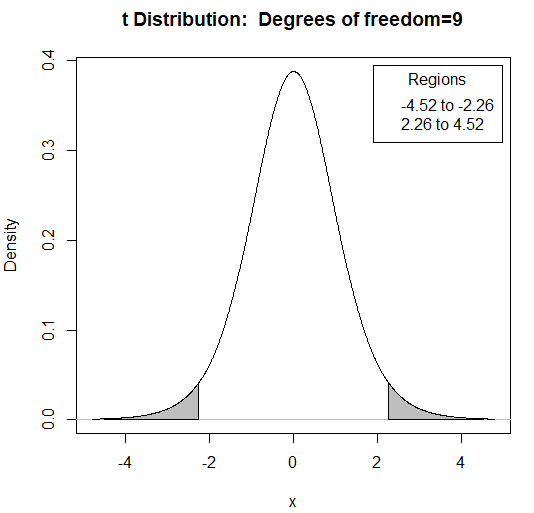 t Distribution:  Degrees of freedom=9
Regions
-4.52 to -2.26
2.26 to 4.52
Density
0.4
0.3
0.2
0.1
0.0
-4 -2 0 2 4
x